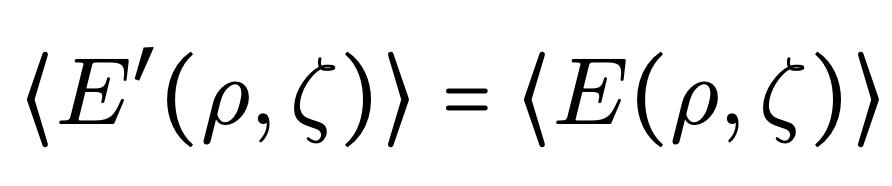 ⟨𝑬′(ρ, ζ)⟩ = ⟨𝑬(ρ, ζ)⟩